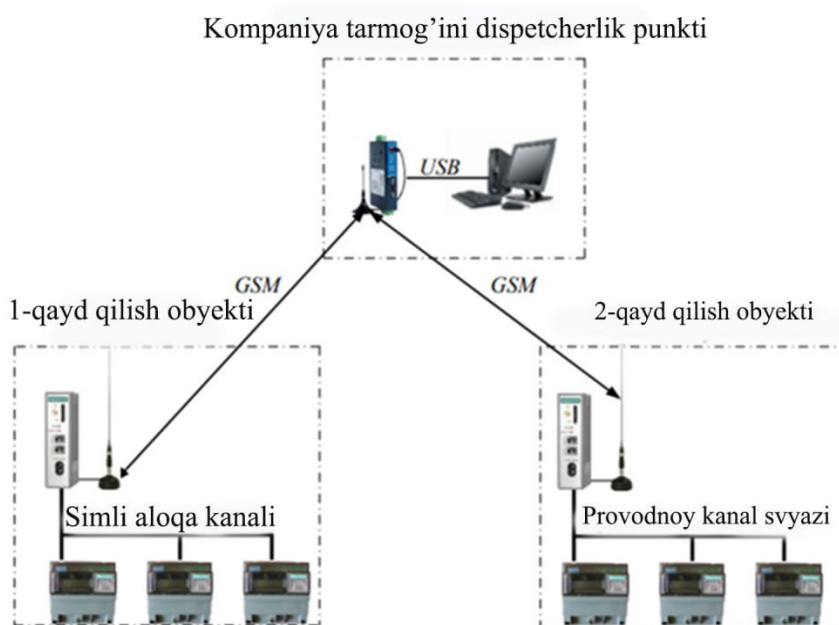 Kompaniya tarmog’ini dispetcherlik punkti
USB
GSM
GSM
1-qayd qilish obyekti
2-qayd qilish obyekti
Simli aloqa kanali
Provodnoy kanal svyazi